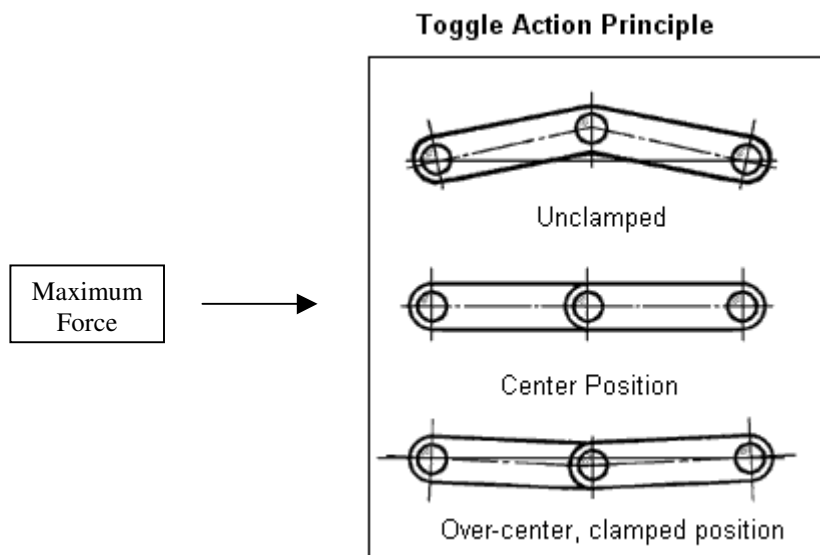 Toggle Action Principle
Unclamped
Maximum
Force
Center Position
Over-center, clamped position